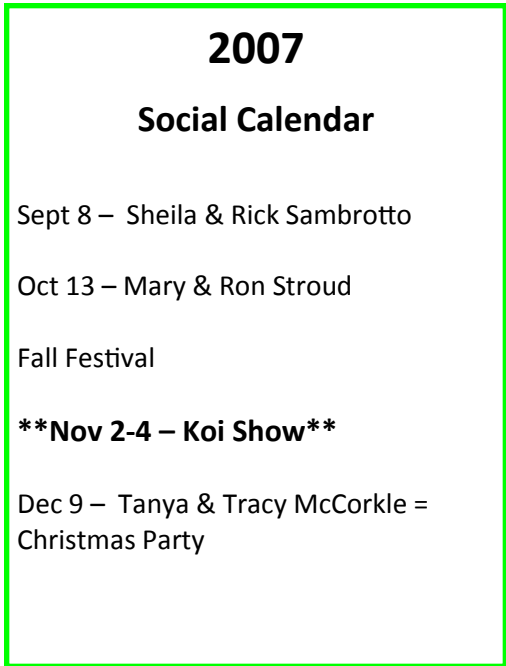 2007
Social Calendar
Sept 8 –  Sheila & Rick Sambrotto
Oct 13 – Mary & Ron Stroud
Fall Festival
**Nov 2-4 – Koi Show**
Dec 9 –  Tanya & Tracy McCorkle =
Christmas Party